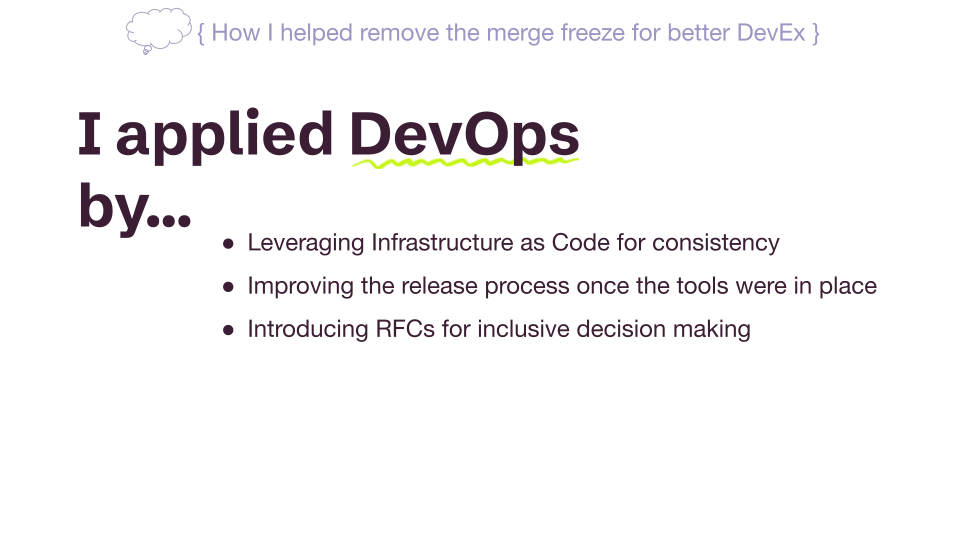 { How I helped remove the merge freeze for better DevEx }
I applied DevOps
by...
● Leveraging Infrastructure as Code for consistency
● Improving the release process once the tools were in place
● Introducing RFCs for inclusive decision making